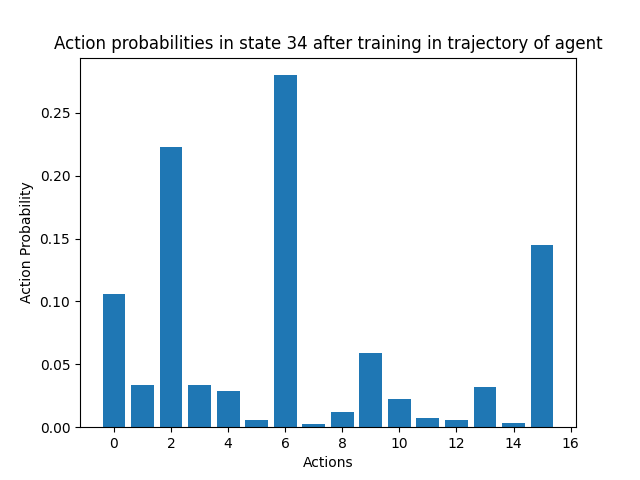 Action probabilities in state 34 after training in trajectory of agent
Action Probability
0.25
0.20
0.15
0.10
0.05
0.00
0 2 4 6 8 10 12 14 16
Actions